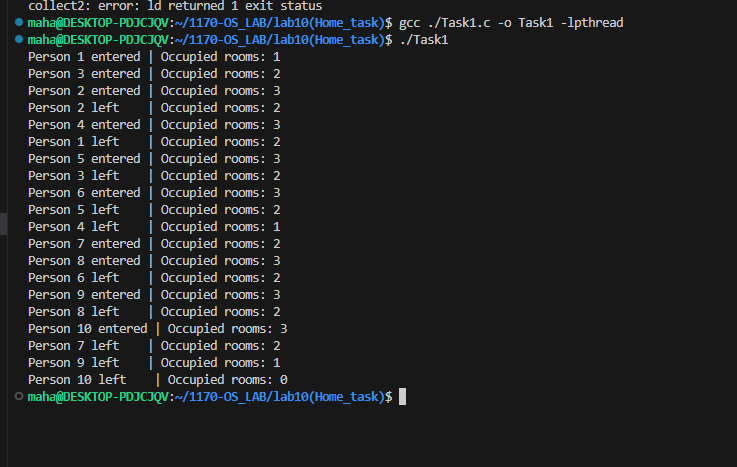 collect2: error: ld returned 1 exit status
maha@DESKTOP-PDJCJQV:~/1170-OS_LAB/lab10(Home_task)$ gcc ./Task1.c -o Task1 -lpthread
maha@DESKTOP-PDJCJQV:~/1170-OS_LAB/lab10(Home_task)$ ./Task1
Person 1 entered | Occupied rooms: 1
Person 3 entered | Occupied rooms: 2
Person 2 entered | Occupied rooms: 3
Person 2 left    | Occupied rooms: 2
Person 4 entered | Occupied rooms: 3
Person 1 left    | Occupied rooms: 2
Person 5 entered | Occupied rooms: 3
Person 3 left    | Occupied rooms: 2
Person 6 entered | Occupied rooms: 3
Person 5 left    | Occupied rooms: 2
Person 4 left    | Occupied rooms: 1
Person 7 entered | Occupied rooms: 2
Person 8 entered | Occupied rooms: 3
Person 6 left    | Occupied rooms: 2
Person 9 entered | Occupied rooms: 3
Person 8 left    | Occupied rooms: 2
Person 10 entered | Occupied rooms: 3
Person 7 left    | Occupied rooms: 2
Person 9 left    | Occupied rooms: 1
Person 10 left    | Occupied rooms: 0
maha@DESKTOP-PDJCJQV:~/1170-OS_LAB/lab10(Home_task)$